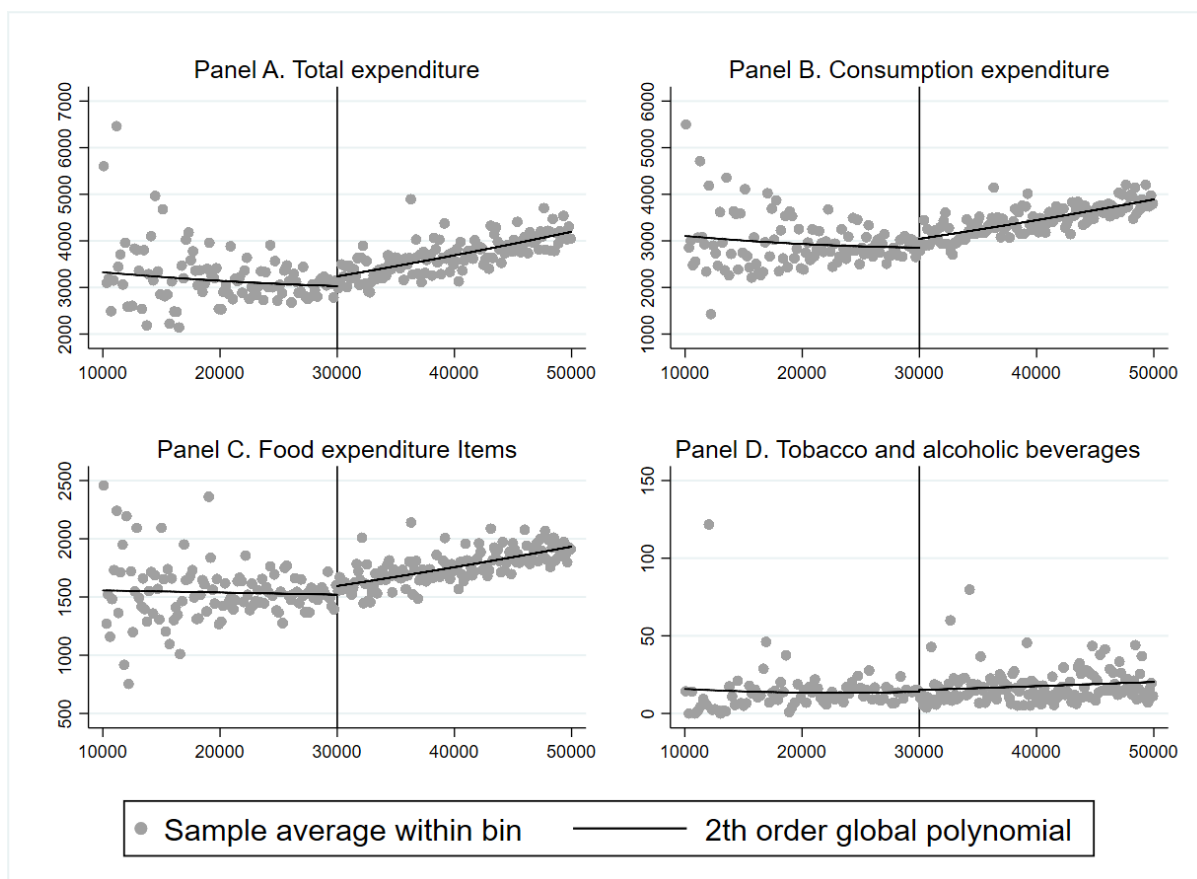 Panel A. Total expenditure
7000
6000
5000
4000
3000
2000
10000 20000 30000 40000 50000
Panel B. Consumption expenditure
6000
5000
4000
3000
2000
1000
10000 20000 30000 40000 50000
Panel C. Food expenditure Items
2500
2000
1500
1000
500
10000 20000 30000 40000 50000
Panel D. Tobacco and alcoholic beverages
150
100
50
0
10000 20000 30000 40000 50000
Sample average within bin 2th order global polynomial